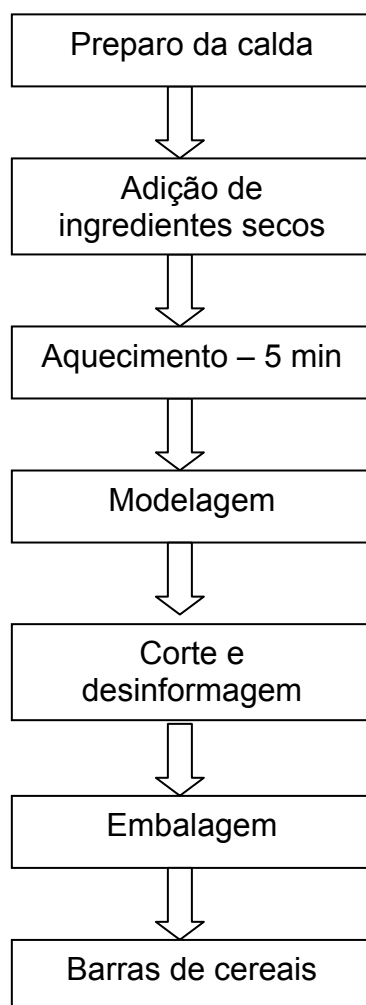 Preparo da calda
Adição de
ingredientes secos
Aquecimento – 5 min
Modelagem
Corte e
desinformagem
Embalagem
Barras de cereais